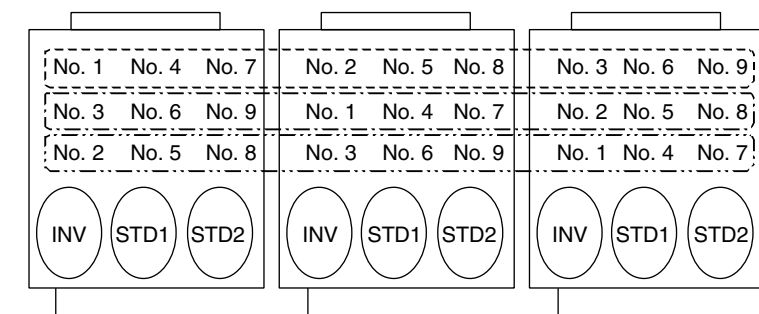 No. 1 No. 4 No. 7 No. 2 No. 5 No. 8 No. 3 No. 6 No. 9
No. 3 No. 6 No. 9 No. 1 No. 4 No. 7 No. 2 No. 5 No. 8
No. 2 No. 5 No. 8 No. 3 No. 6 No. 9 No. 1 No. 4 No. 7
INV STD1 STD2 INV STD1 STD2 INV STD1 STD2